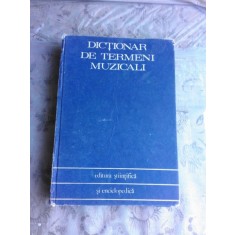 DICȚIONAR
DE TERMENI
MUZICALI
editura științifică
și enciclopedică